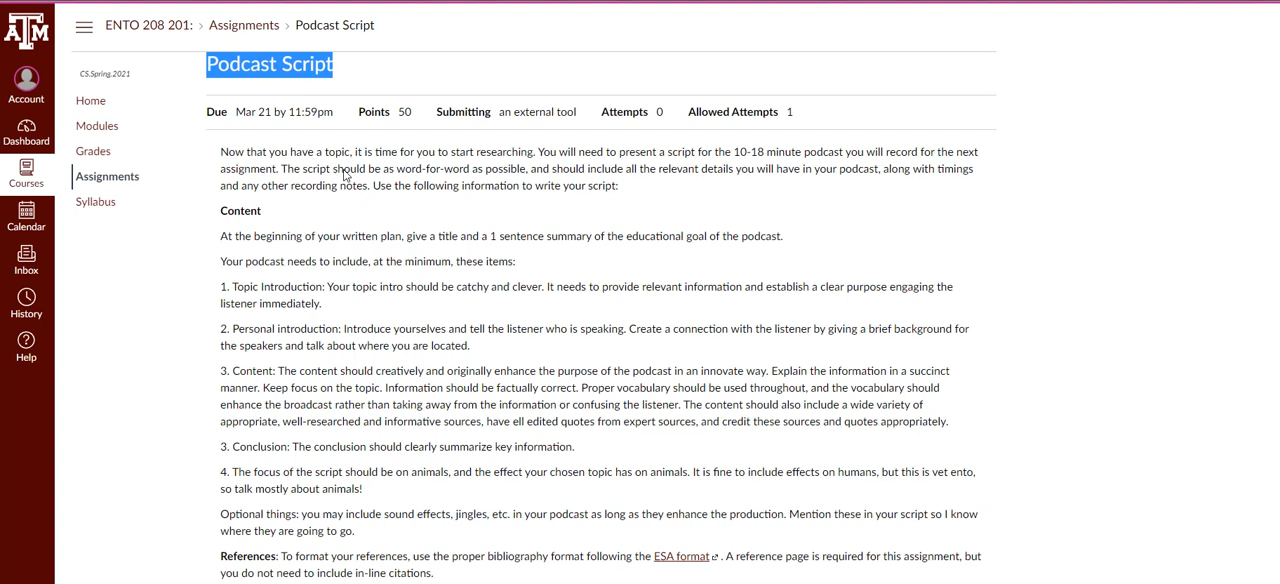 ENTO 208 201: › Assignments › Podcast Script
ATM
Account
Dashboard
Courses
Calendar
Inbox
History
Help
CS.Spring.2021
Home
Modules
Grades
Assignments
Syllabus
Podcast Script
Due Mar 21 by 11:59pm Points 50 Submitting an external tool Attempts 0 Allowed Attempts 1
Now that you have a topic, it is time for you to start researching. You will need to present a script for the 10-18 minute podcast you will record for the next
assignment. The script should be as word-for-word as possible, and should include all the relevant details you will have in your podcast, along with timings
and any other recording notes. Use the following information to write your script:
Content
At the beginning of your written plan, give a title and a 1 sentence summary of the educational goal of the podcast.
Your podcast needs to include, at the minimum, these items:
1. Topic Introduction: Your topic intro should be catchy and clever. It needs to provide relevant information and establish a clear purpose engaging the
listener immediately.
2. Personal introduction: Introduce yourselves and tell the listener who is speaking. Create a connection with the listener by giving a brief background for
the speakers and talk about where you are located.
3. Content: The content should creatively and originally enhance the purpose of the podcast in an innovate way. Explain the information in a succinct
manner. Keep focus on the topic. Information should be factually correct. Proper vocabulary should be used throughout, and the vocabulary should
enhance the broadcast rather than taking away from the information or confusing the listener. The content should also include a wide variety of
appropriate, well-researched and informative sources, have ell edited quotes from expert sources, and credit these sources and quotes appropriately.
3. Conclusion: The conclusion should clearly summarize key information.
4. The focus of the script should be on animals, and the effect your chosen topic has on animals. It is fine to include effects on humans, but this is vet ento,
so talk mostly about animals!
Optional things: you may include sound effects, jingles, etc. in your podcast as long as they enhance the production. Mention these in your script so I know
where they are going to go.
References: To format your references, use the proper bibliography format following the ESA format . A reference page is required for this assignment, but
you do not need to include in-line citations.